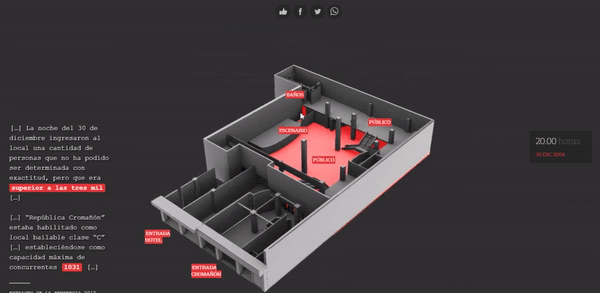 BAÑOS
ESCENARIO
PÚBLICO
PÚBLICO
ENTRADA
HOTEL
ENTRADA
CROMAÑÓN
[…] La noche del 30 de
diciembre ingresaron al
local una cantidad de
personas que no ha podido
ser determinada con
exactitud, pero que era
superior a las tres mil
[…]
[…] “República Cromañón”
estaba habilitado como
local bailable clase “C”
[…] estableciéndose como
capacidad máxima de
concurrentes 1031 […]
20.00 horas
30 DIC 2004